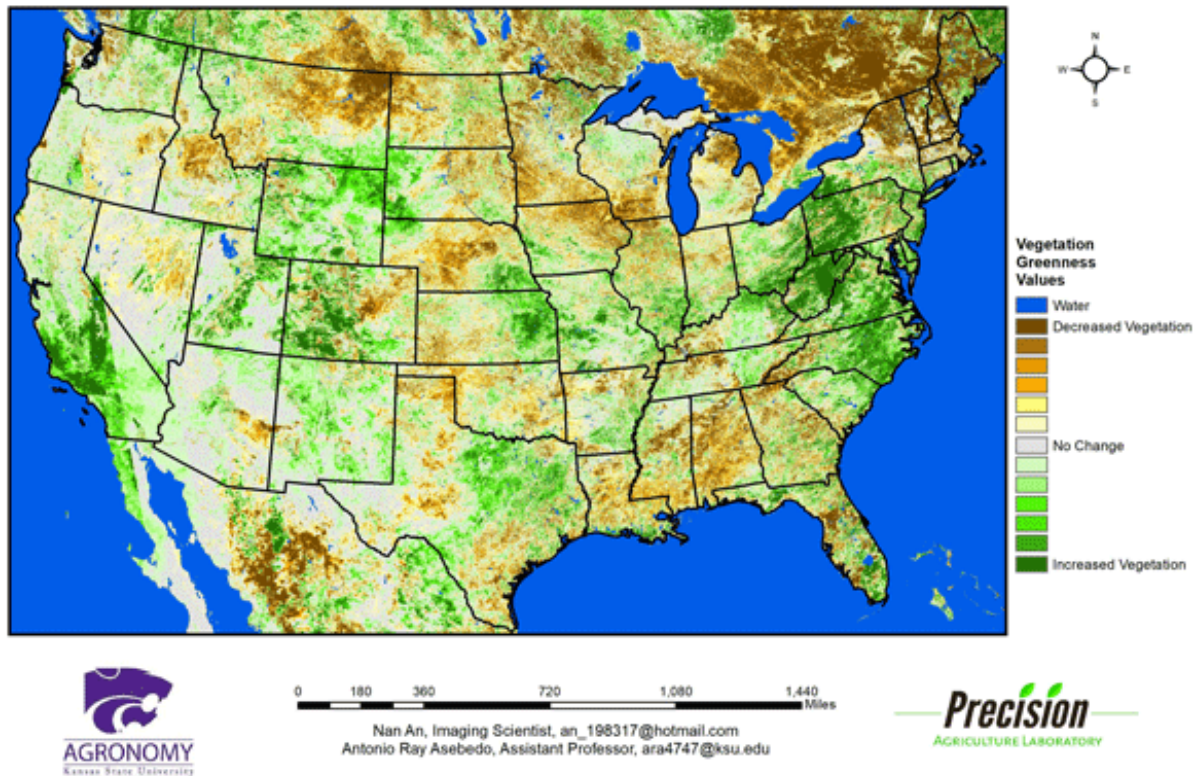 N
W E
S
Vegetation
Greenness
Values
Water
Decreased Vegetation
No Change
Increased Vegetation
0 180 360 720 1,080 1,440
Miles
Nan An, Imaging Scientist, an_198317@hotmail.com
Antonio Ray Asebedo, Assistant Professor, ara4747@ksu.edu
AGRONOMY
Kansas State University
Precision
AGRICULTURE LABORATORY